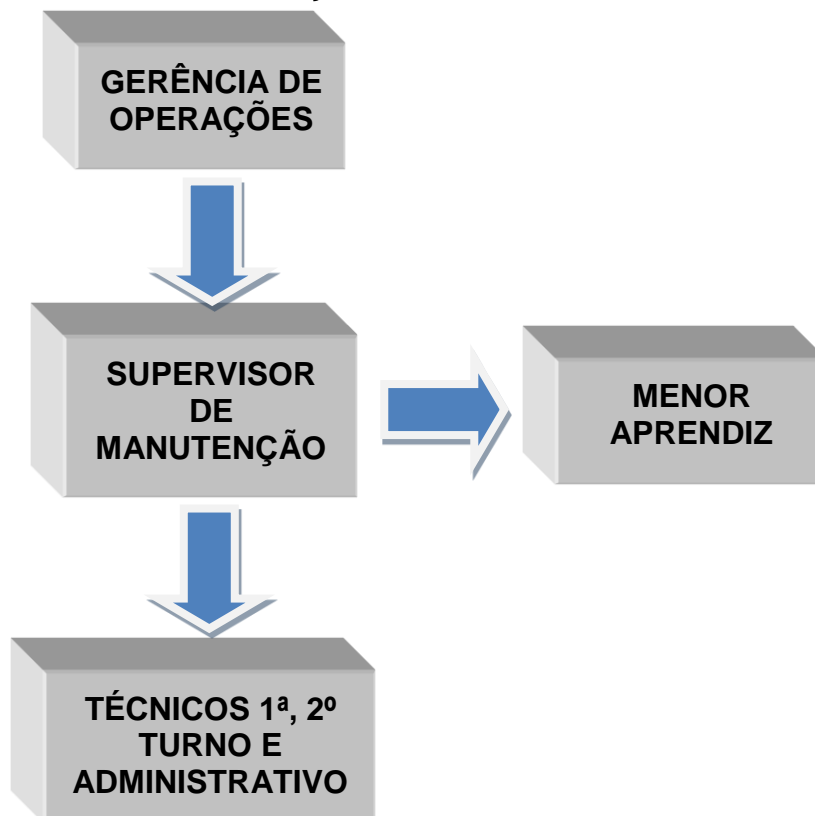 GERÊNCIA DE
OPERAÇÕES
SUPERVISOR
DE
MANUTENÇÃO
MENOR
APRENDIZ
TÉCNICOS 1ª, 2º
TURNO E
ADMINISTRATIVO